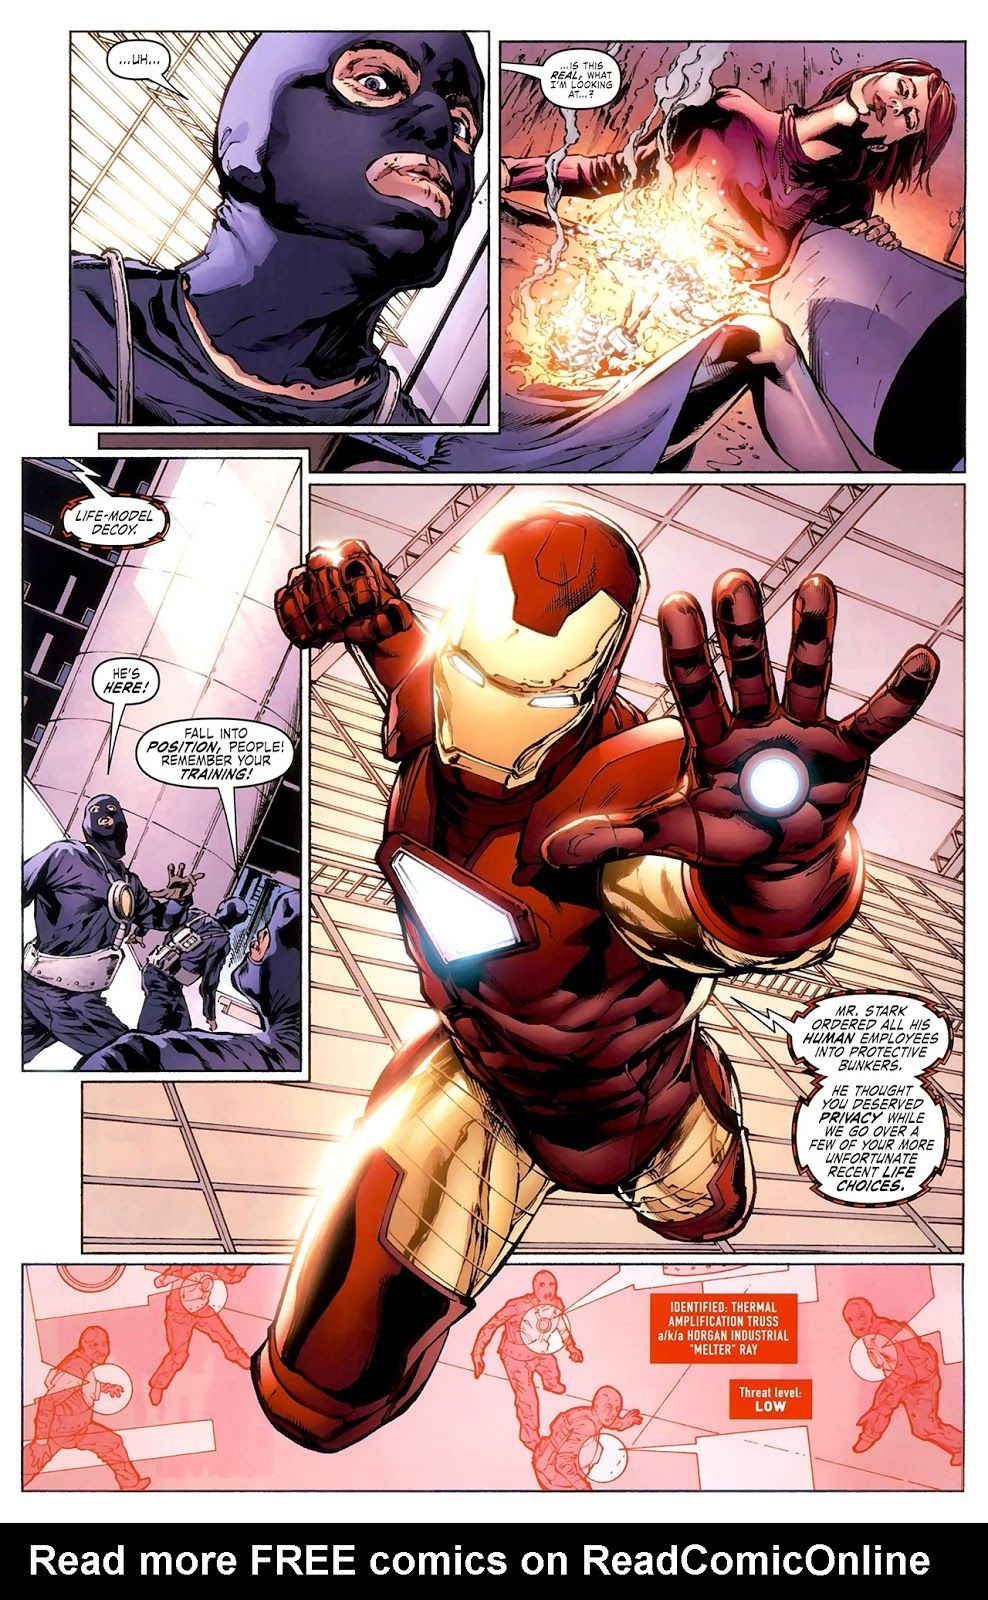 ...UH...
...IS THIS
REAL, WHAT
I'M LOOKING
AT...?
LIFE-MODEL
DECOY.
HE'S
HERE!
FALL INTO
POSITION, PEOPLE!
REMEMBER YOUR
TRAINING!
MR. STARK
ORDERED ALL HIS
HUMAN EMPLOYEES
INTO PROTECTIVE
BUNKERS.
HE THOUGHT
YOU DESERVED
PRIVACY WHILE
WE GO OVER A
FEW OF YOUR MORE
UNFORTUNATE
RECENT LIFE
CHOICES.
IDENTIFIED: THERMAL
AMPLIFICATION TRUSS
a/k/a HORGAN INDUSTRIAL
"MELTER" RAY
Threat level:
LOW
Read more FREE comics on ReadComicOnline